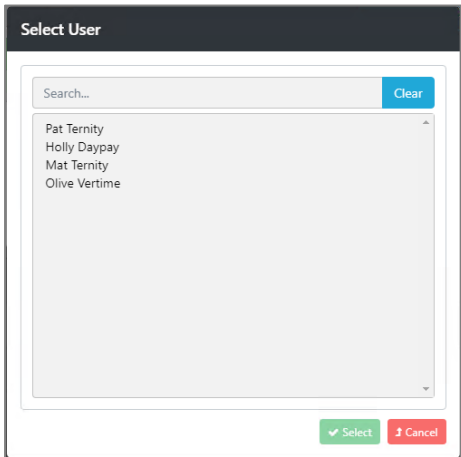 Select User
Search... Clear
Pat Ternity
Holly Daypay
Mat Ternity
Olive Vertime
Select Cancel